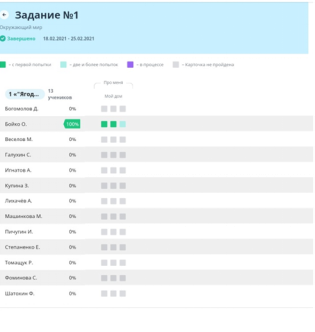 ← Задание №1
Окружающий мир
Завершено 18.02.2021 - 25.02.2021
- с первой попытки - две и более попыток - в процессе - Карточка не пройдена
Про меня
1 «"Ягод... 13 учеников Мой дом
Богомолов Д. 0%
Бойко О. 100%
Веселов М. 0%
Галузин С. 0%
Игнатов А. 0%
Купина З. 0%
Лихачёв А. 0%
Машенкова М. 0%
Пичугин И. 0%
Степаненко Е. 0%
Томащук Р. 0%
Фоминова С. 0%
Шатохин Ф. 0%